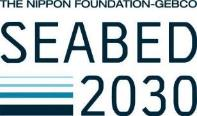 THE NIPPON FOUNDATION-GEBCO
SEABED
2030